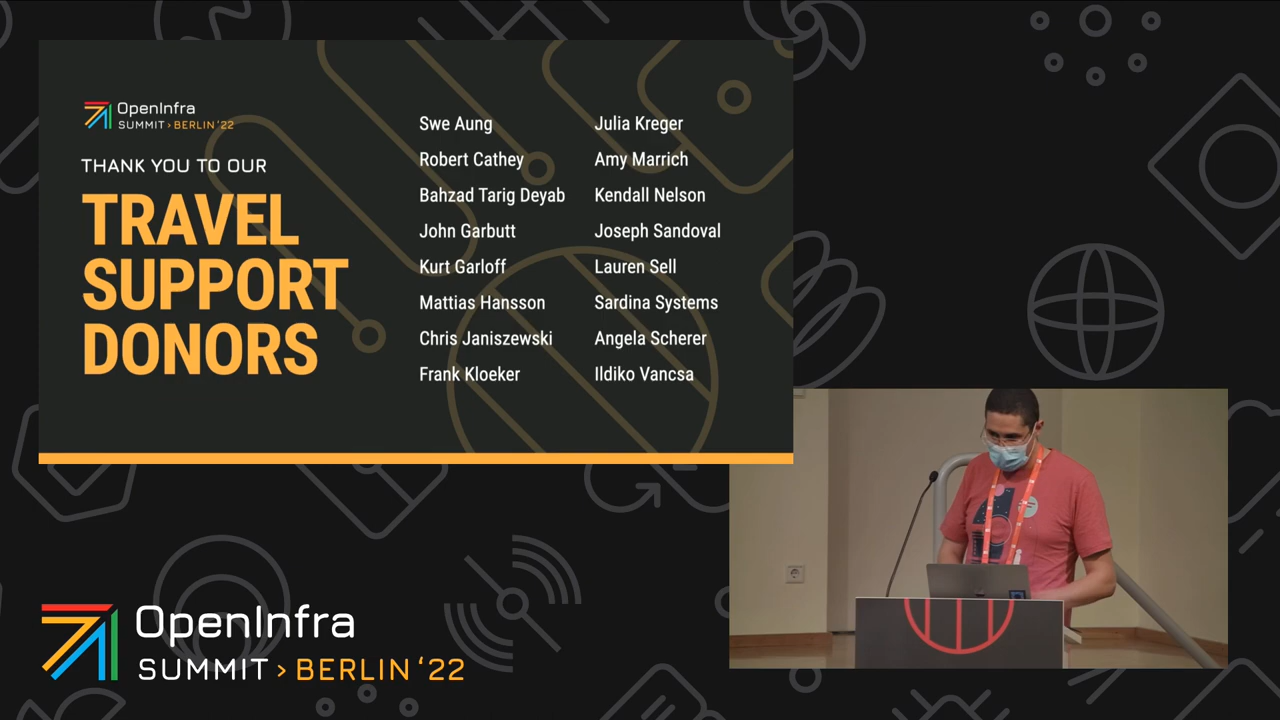 OpenInfra
SUMMIT > BERLIN '22
THANK YOU TO OUR
TRAVEL
SUPPORT
DONORS
Swe Aung
Robert Cathey
Bahzad Tarig Deyab
John Garbutt
Kurt Garloff
Mattias Hansson
Chris Janiszewski
Frank Kloeker
Julia Kreger
Amy Marrich
Kendall Nelson
Joseph Sandoval
Lauren Sell
Sardina Systems
Angela Scherer
Ildiko Vancsa
OpenInfra
SUMMIT > BERLIN '22